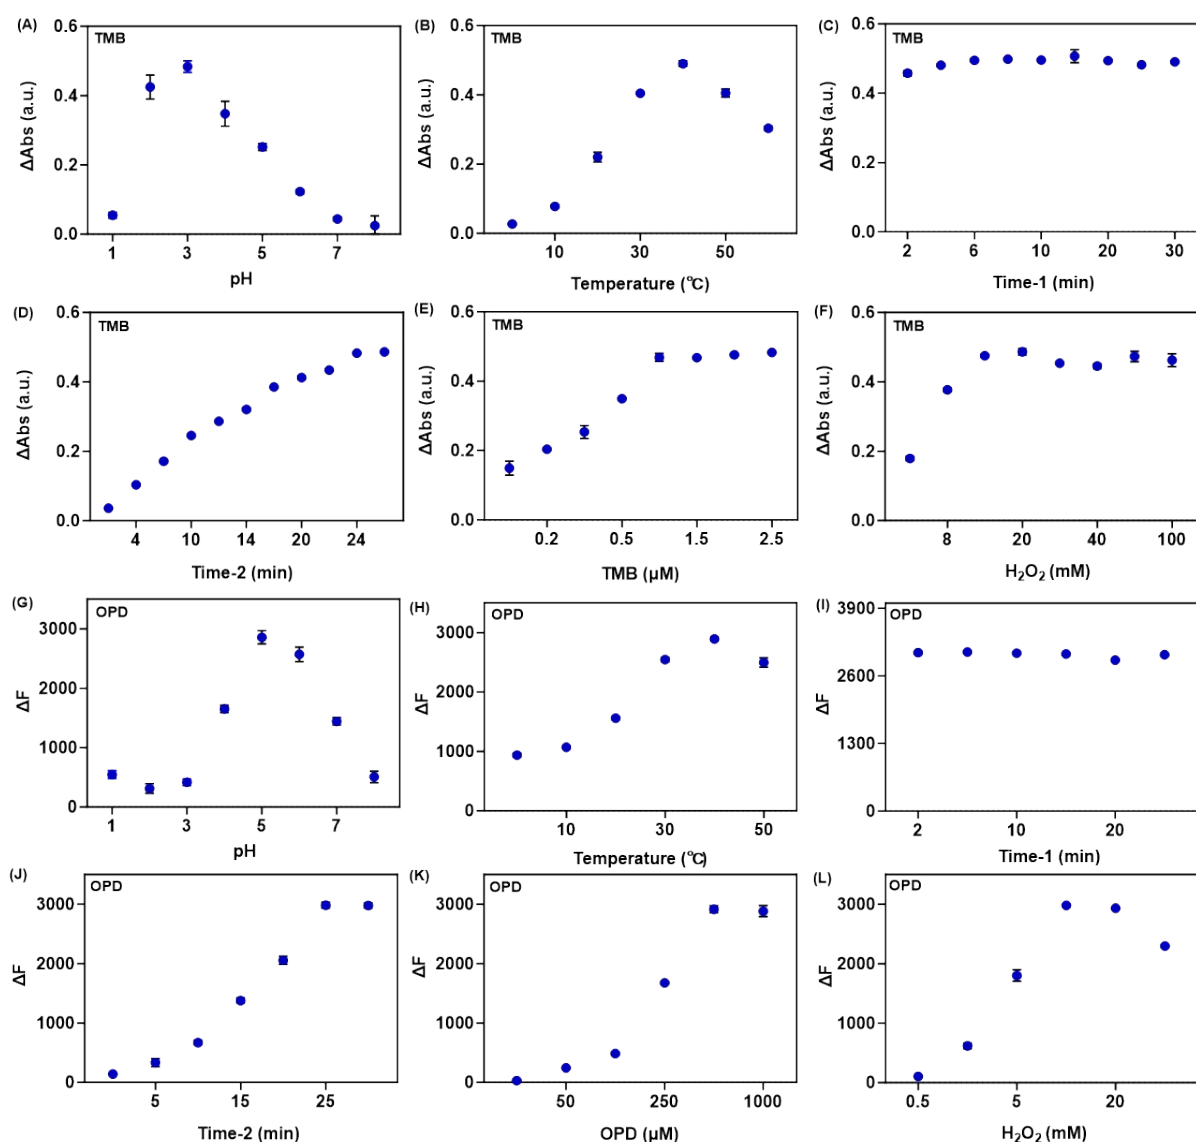 (A)
TMB
ΔAbs (a.u.)
0.6
0.4
0.2
0.0
1 3 5 7
pH
(B)
TMB
ΔAbs (a.u.)
0.6
0.4
0.2
0.0
10 30 50
Temperature (℃)
(C)
TMB
ΔAbs (a.u.)
0.6
0.4
0.2
0.0
2 6 10 20 30
Time-1 (min)
(D)
TMB
ΔAbs (a.u.)
0.6
0.4
0.2
0.0
4 10 14 20 24
Time-2 (min)
(E)
TMB
ΔAbs (a.u.)
0.6
0.4
0.2
0.0
0.2 0.5 1.5 2.5
TMB (μM)
(F)
TMB
ΔAbs (a.u.)
0.6
0.4
0.2
0.0
8 20 40 100
H₂O₂ (mM)
(G)
OPD
ΔF
3000
2000
1000
0
1 3 5 7
pH
(H)
OPD
ΔF
3000
2000
1000
0
10 30 50
Temperature (℃)
(I)
OPD
ΔF
3900
2600
1300
0
2 10 20
Time-1 (min)
(J)
OPD
ΔF
3000
2000
1000
0
5 15 25
Time-2 (min)
(K)
OPD
ΔF
3000
2000
1000
0
50 250 1000
OPD (μM)
(L)
OPD
ΔF
3000
2000
1000
0
0.5 5 20
H₂O₂ (mM)